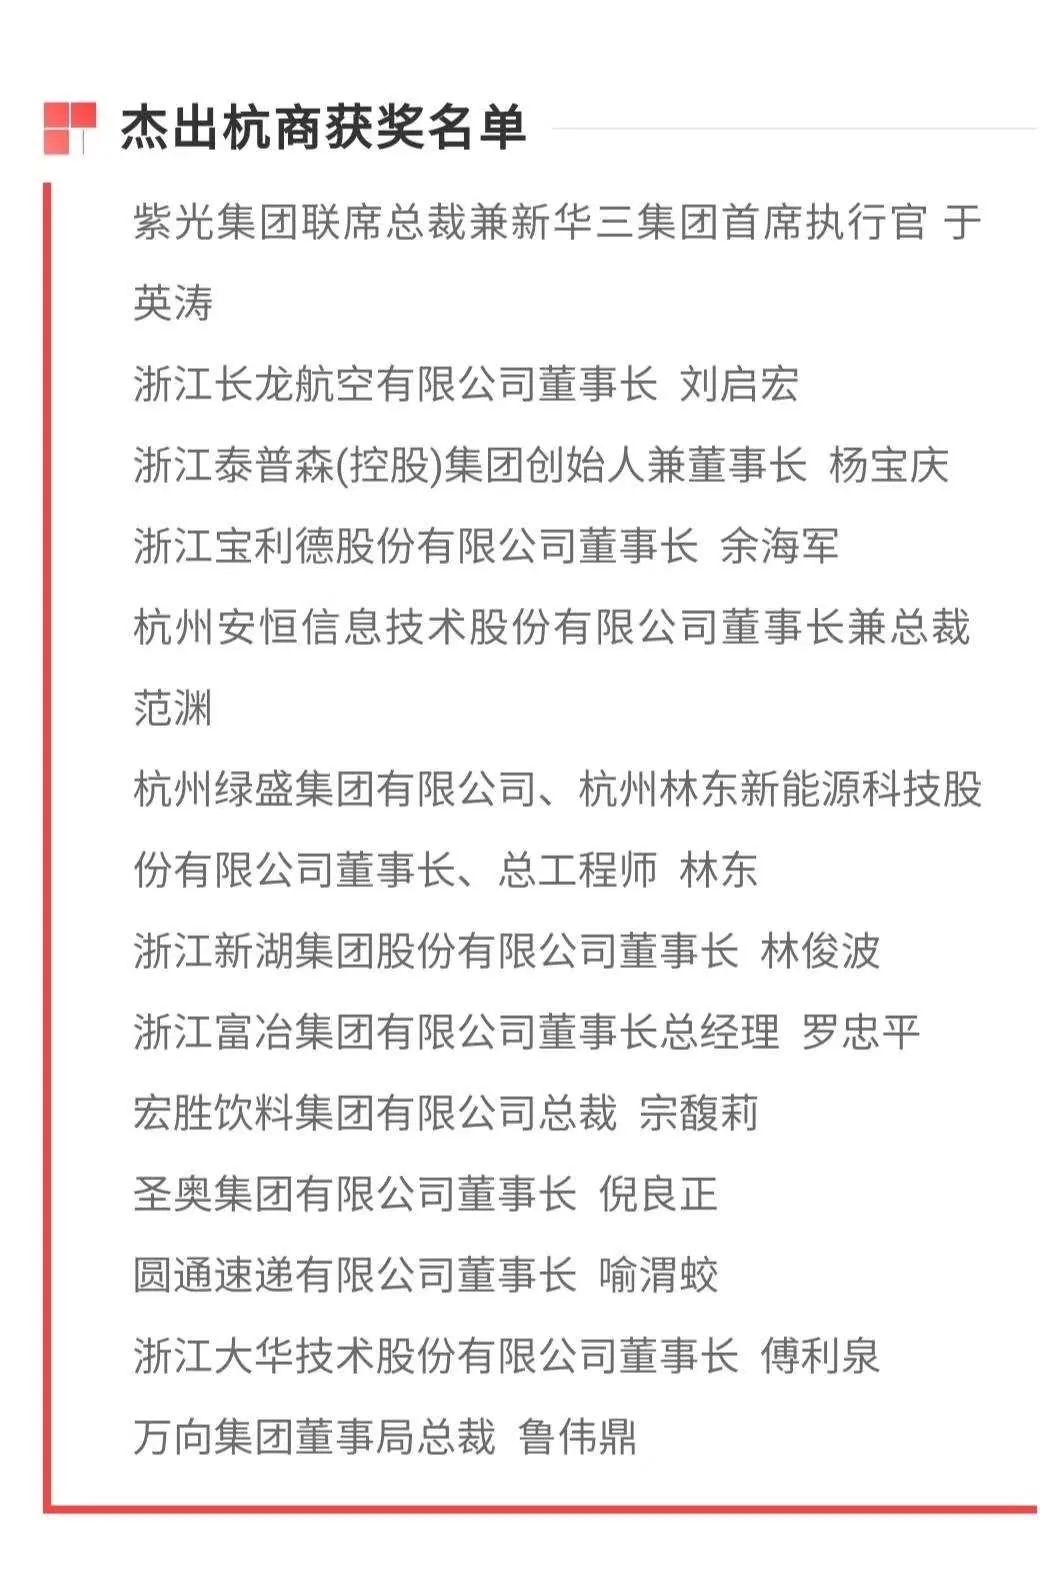 杰出杭商获奖名单
紫光集团联席总裁兼新华三集团首席执行官 于
英涛
浙江长龙航空有限公司董事长 刘启宏
浙江泰普森(控股)集团创始人兼董事长 杨宝庆
浙江宝利德股份有限公司董事长 余海军
杭州安恒信息技术股份有限公司董事长兼总裁
范渊
杭州绿盛集团有限公司、杭州林东新能源科技股
份有限公司董事长、总工程师 林东
浙江新湖集团股份有限公司董事长 林俊波
浙江富冶集团有限公司董事长总经理 罗忠平
宏胜饮料集团有限公司总裁 宗馥莉
圣奥集团有限公司董事长 倪良正
圆通速递有限公司董事长 喻渭蛟
浙江大华技术股份有限公司董事长 傅利泉
万向集团董事局总裁 鲁伟鼎